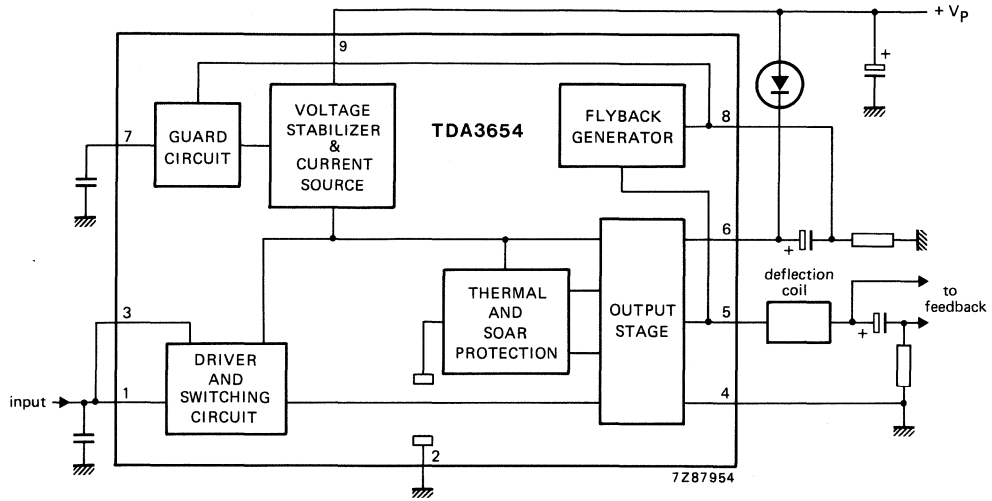 + VP
9
+
VOLTAGE
STABILIZER
&
CURRENT
SOURCE
TDA3654
FLYBACK
GENERATOR
8
7
GUARD
CIRCUIT
6
+
deflection
coil
to
feedback
THERMAL
AND
SOAR
PROTECTION
OUTPUT
STAGE
5
+
3
DRIVER
AND
SWITCHING
CIRCUIT
input
1
4
2
7Z87954